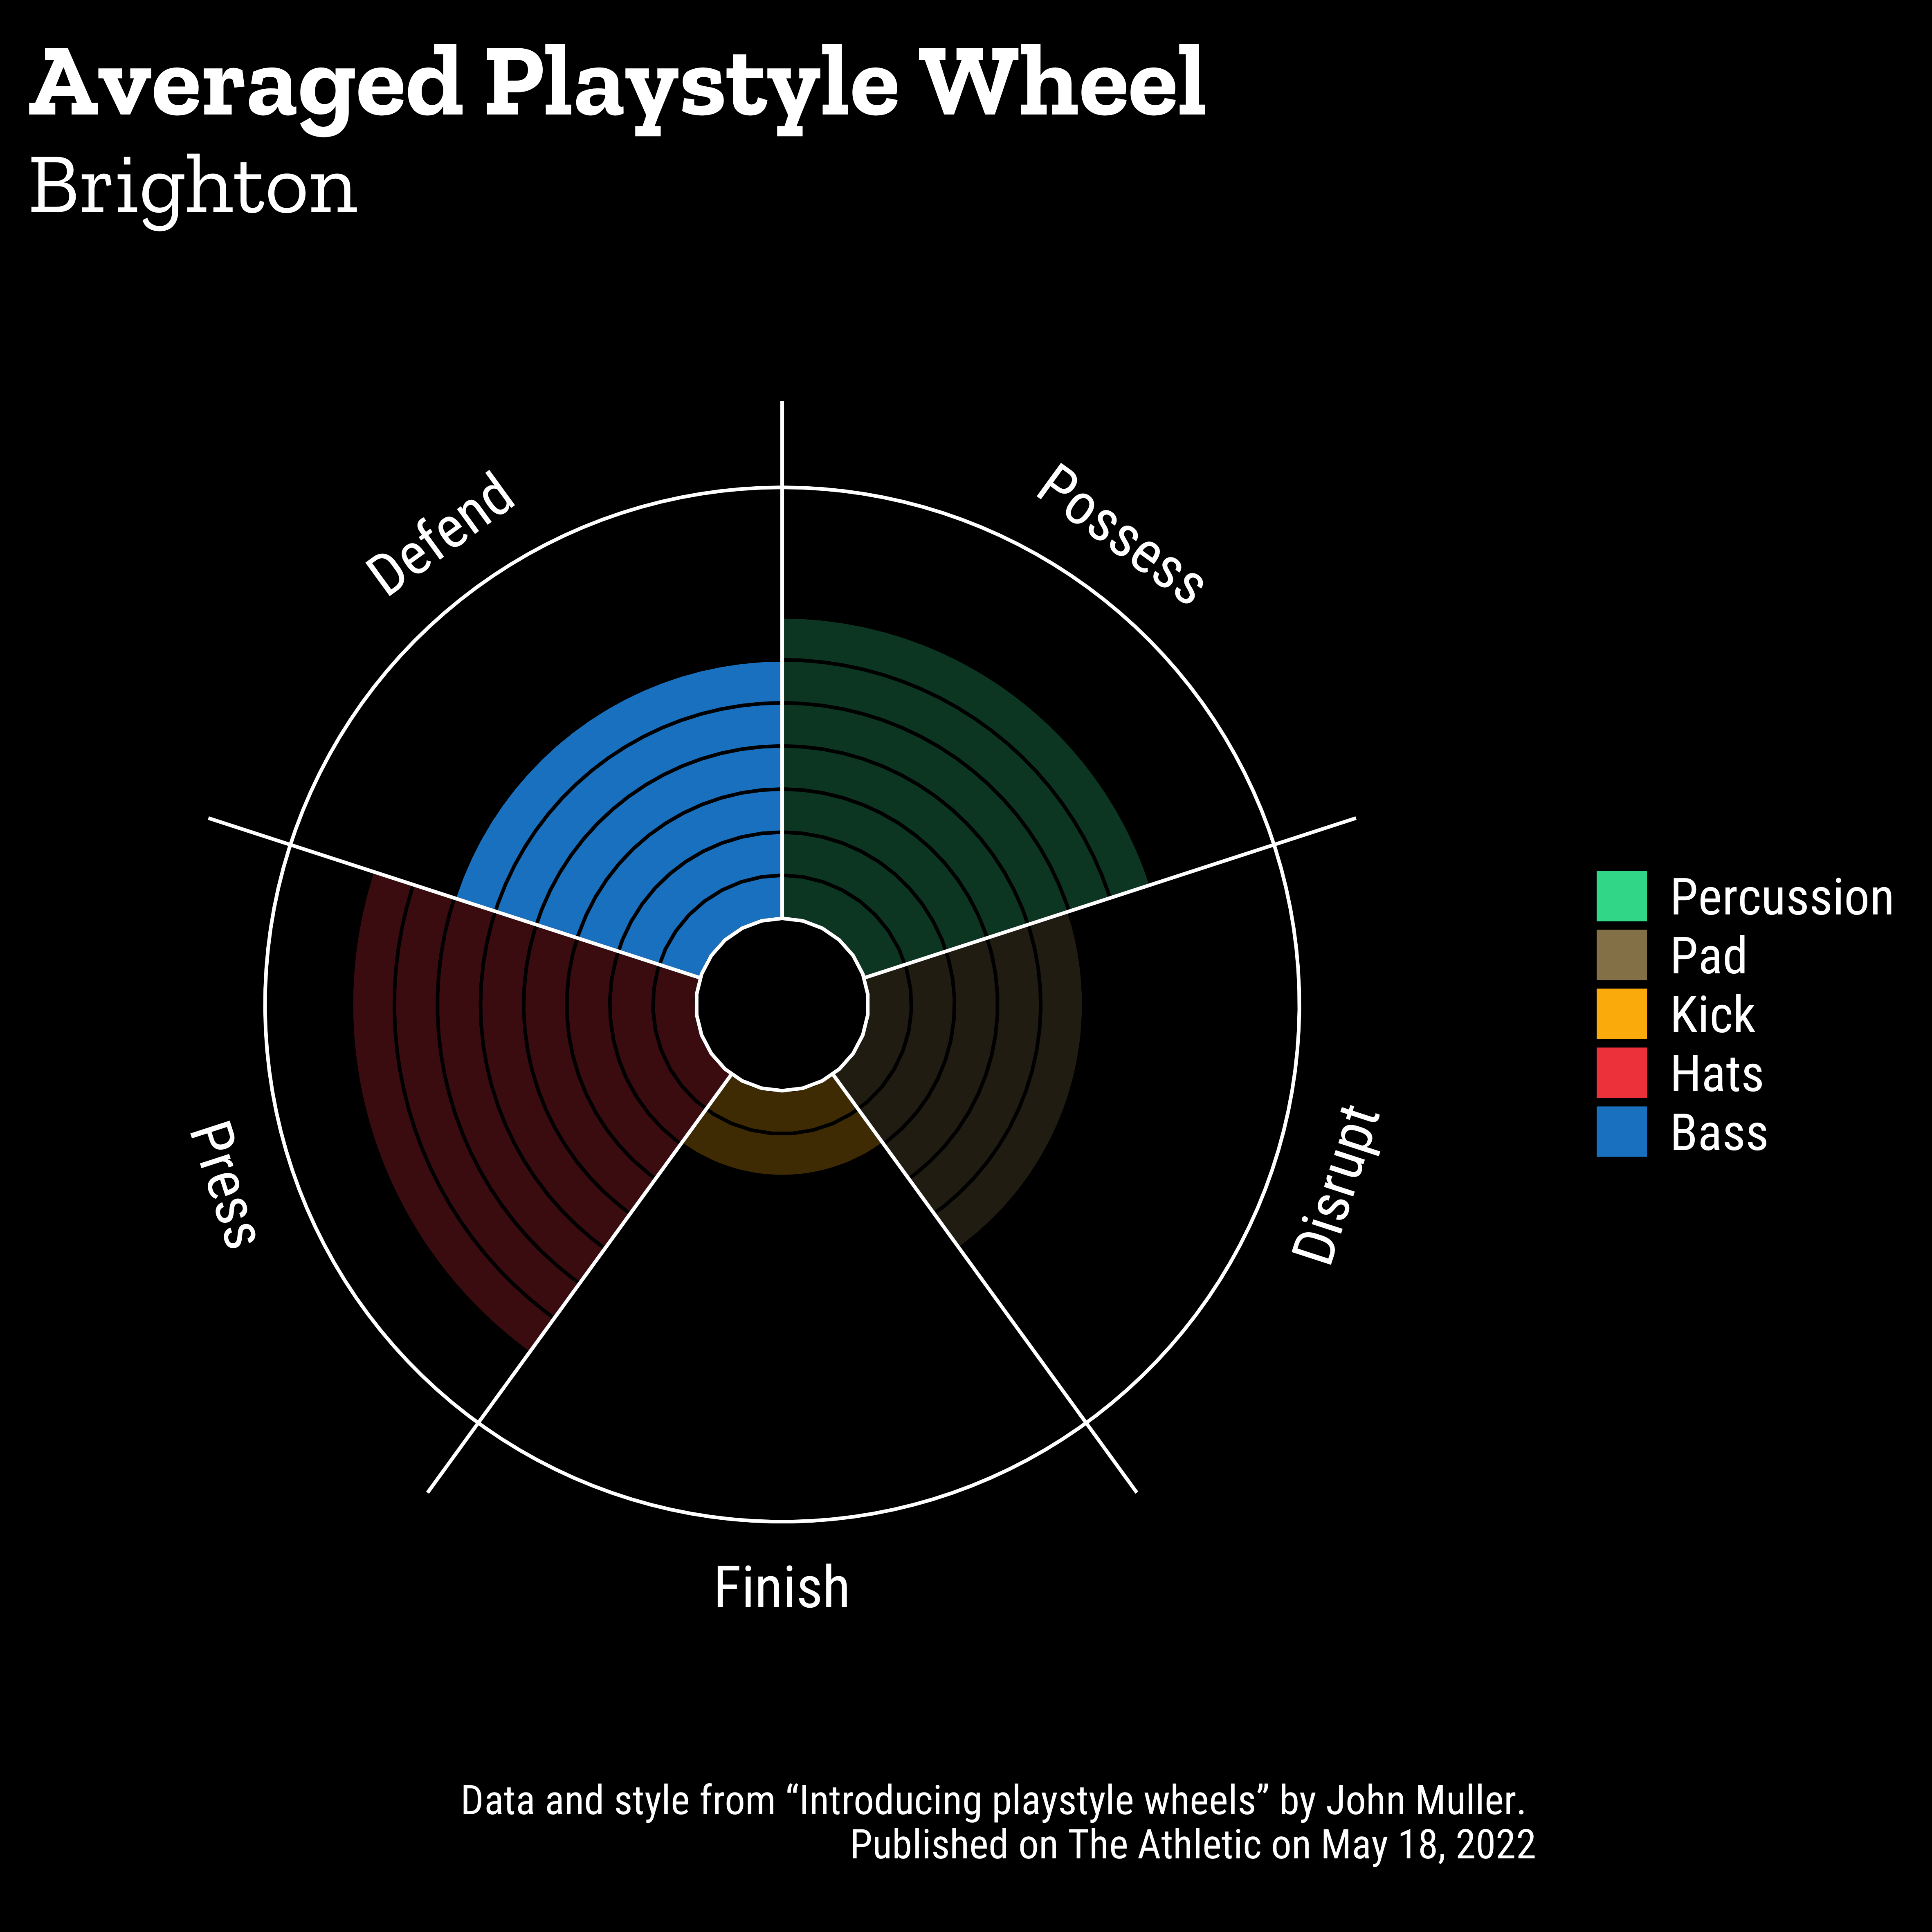 Averaged Playstyle Wheel
Brighton
Defend
Possess
Press
Disrupt
Finish
Percussion
Pad
Kick
Hats
Bass
Data and style from “Introducing playstyle wheels” by John Muller.
Published on The Athletic on May 18, 2022